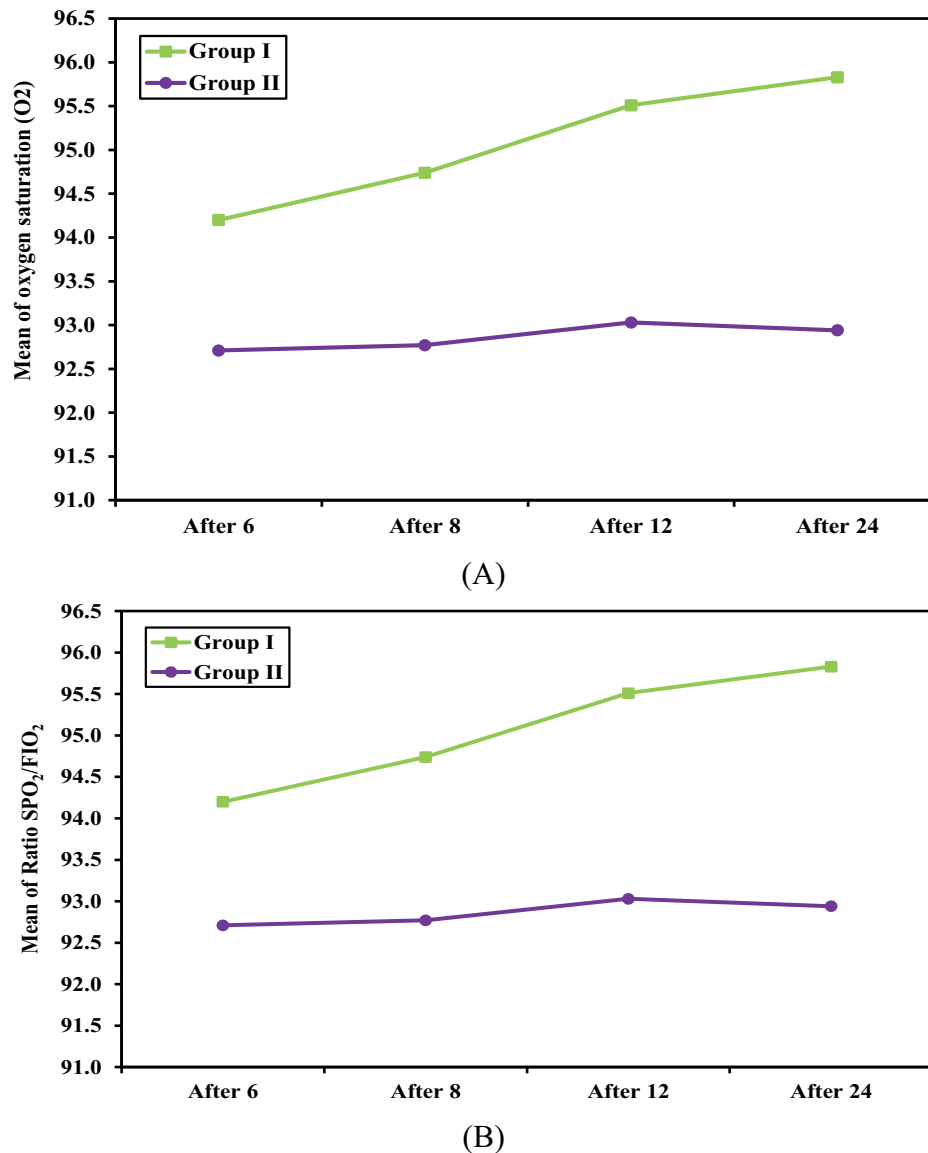 96.5
96.0
95.5
95.0
94.5
94.0
93.5
93.0
92.5
92.0
91.5
91.0
Mean of oxygen saturation (O2)
Group I
Group II
After 6 After 8 After 12 After 24
(A)
96.5
96.0
95.5
95.0
94.5
94.0
93.5
93.0
92.5
92.0
91.5
91.0
Mean of Ratio SPO₂/FIO₂
Group I
Group II
After 6 After 8 After 12 After 24
(B)